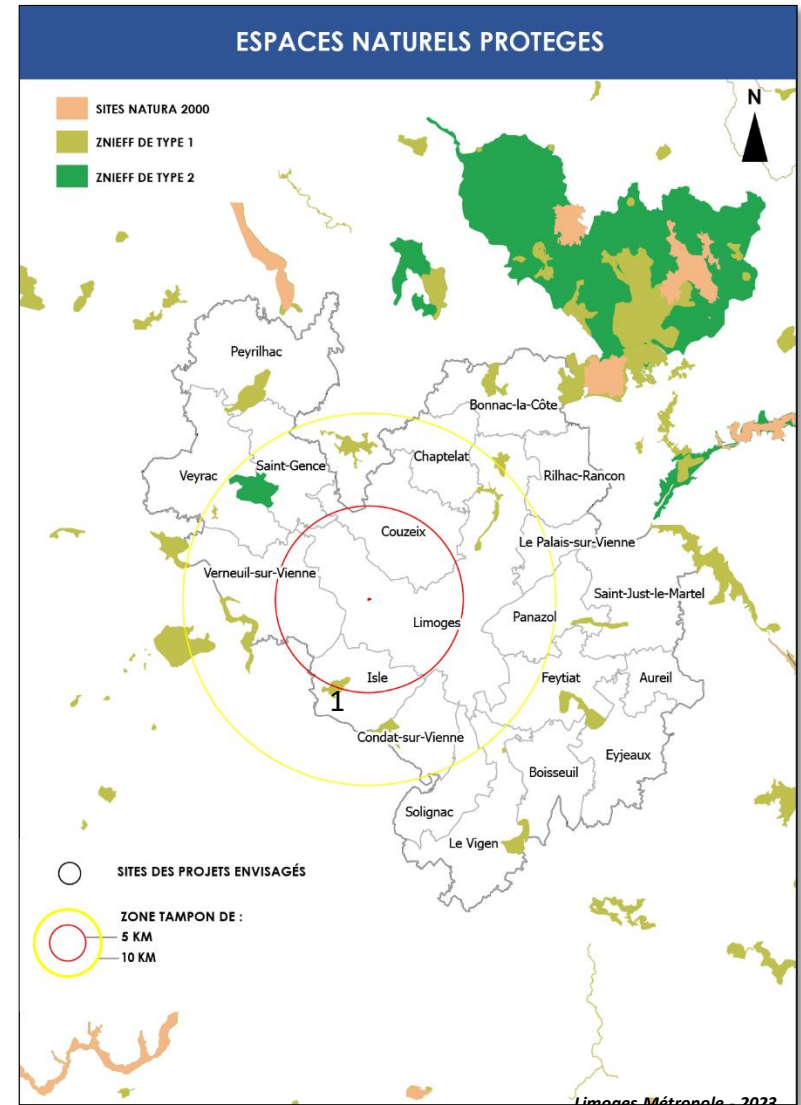 ESPACES NATURELS PROTEGES
SITES NATURA 2000
ZNIEFF DE TYPE 1
ZNIEFF DE TYPE 2
N
Peyrilhac
Bonnac-la-Côte
Chaptelat
Saint-Gence
Veyrac
Rilhac-Rancon
Couzeix
Le Palais-sur-Vienne
Verneuil-sur-Vienne
Saint-Just-le-Martel
Panazol
Limoges
Isle
Feytiat
Aureil
1
Condat-sur-Vienne
Eyjeaux
Boisseuil
Solignac
Le Vigen
SITES DES PROJETS ENVISAGÉS
ZONE TAMPON DE :
5 KM
10 KM
Limoges Métropole - 2023